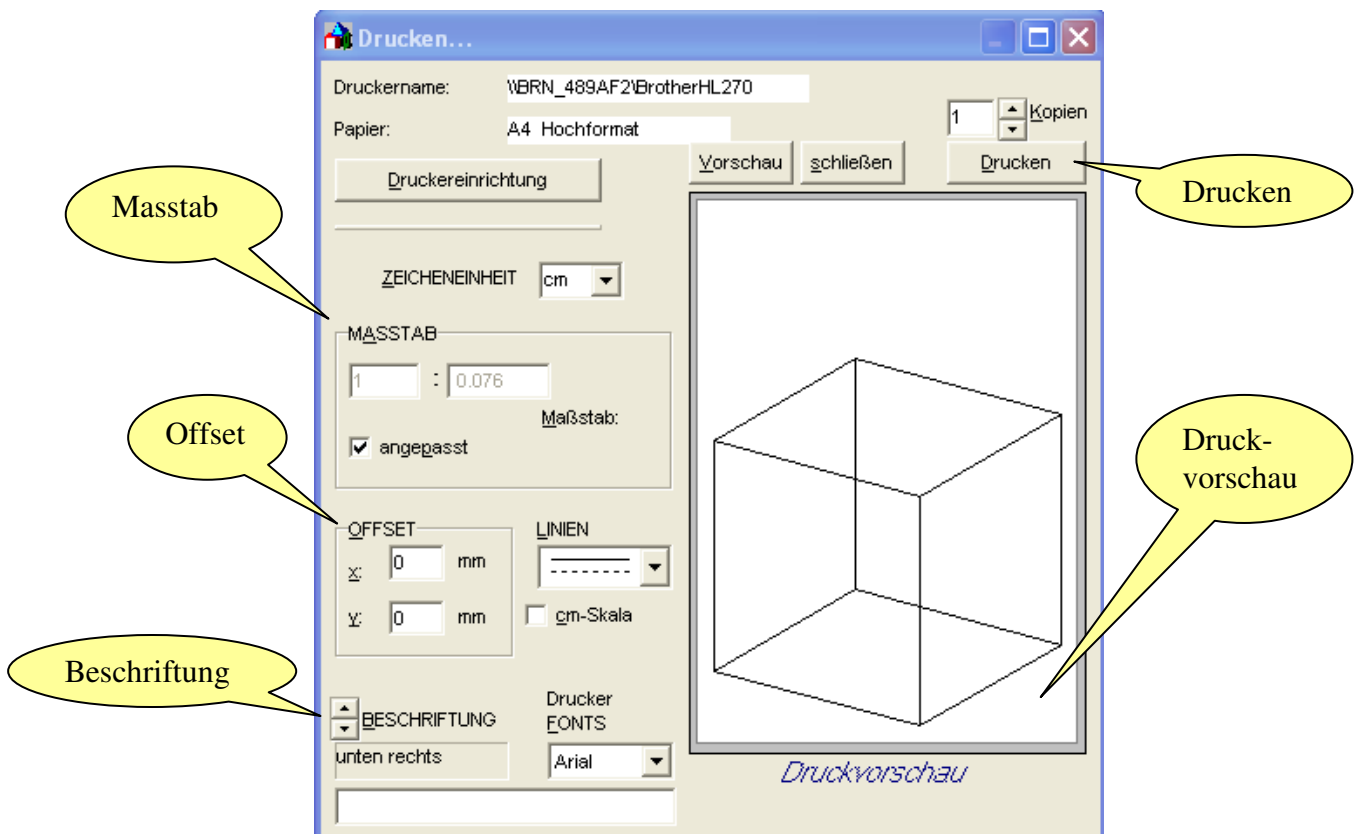 Drucken...
Druckername: \\BRN_489AF2\BrotherHL270
1 Kopien
Papier: A4 Hochformat
Vorschau schließen Drucken
Druckereinrichtung
Drucken
Masstab
ZEICHENEINHEIT cm
MASSTAB
1 : 0.076
Maßstab:
angepasst
Offset
Druck-
vorschau
OFFSET LINIEN
x: 0 mm
y: 0 mm cm-Skala
Beschriftung
BESCHRIFTUNG
Drucker
FONTS
unten rechts Arial
Druckvorschau